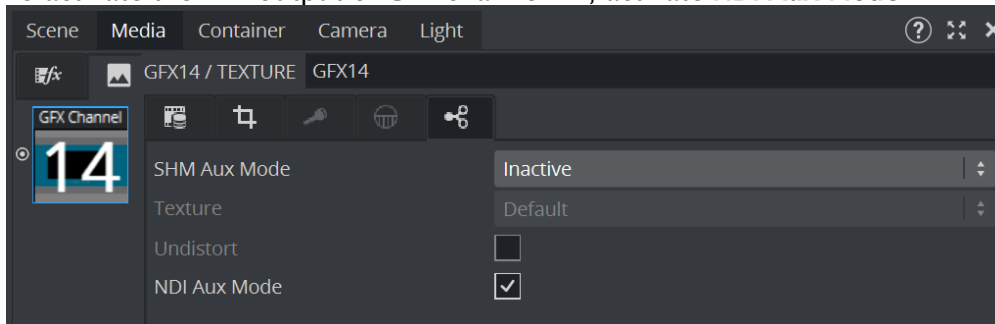 Scene Media Container Camera Light ?
fx GFX14 / TEXTURE GFX14
GFX Channel
14
SHM Aux Mode Inactive
Texture Default
Undistort
NDI Aux Mode